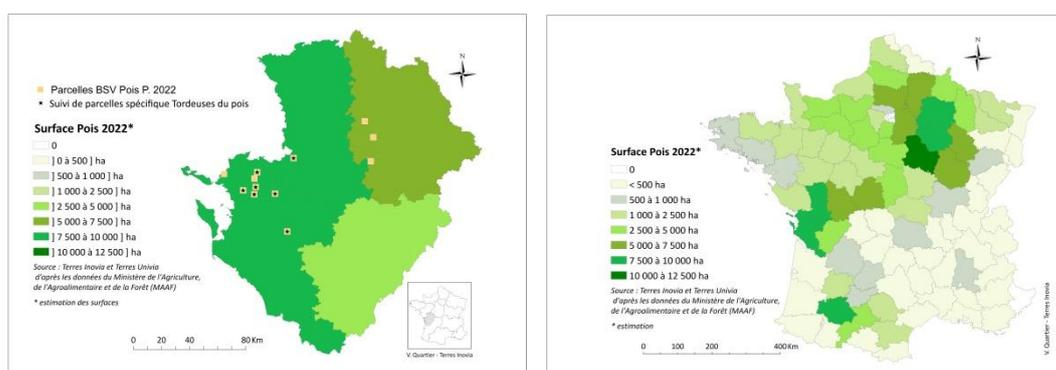 N
Parcelles BSV Pois P. 2022
Suivi de parcelles spécifique Tordeuses du pois
Surface Pois 2022*
0
] 0 à 500 ] ha
] 500 à 1 000 ] ha
] 1 000 à 2 500 ] ha
] 2 500 à 5 000 ] ha
] 5 000 à 7 500 ] ha
] 7 500 à 10 000 ] ha
] 10 000 à 12 500 ] ha
Source : Terres Inovia et Terres Univia
d'après les données du Ministère de l'Agriculture,
de l'Agroalimentaire et de la Forêt (MAAF)
* estimation des surfaces
0 20 40 80 Km
V. Quartier - Terres Inovia
N
Surface Pois 2022*
0
< 500 ha
500 à 1 000 ha
1 000 à 2 500 ha
2 500 à 5 000 ha
5 000 à 7 500 ha
7 500 à 10 000 ha
10 000 à 12 500 ha
Source : Terres Inovia et Terres Univia
d'après les données du Ministère de l'Agriculture,
de l'Agroalimentaire et de la Forêt (MAAF)
* estimation
0 100 200 400 Km
V. Quartier - Terres Inovia